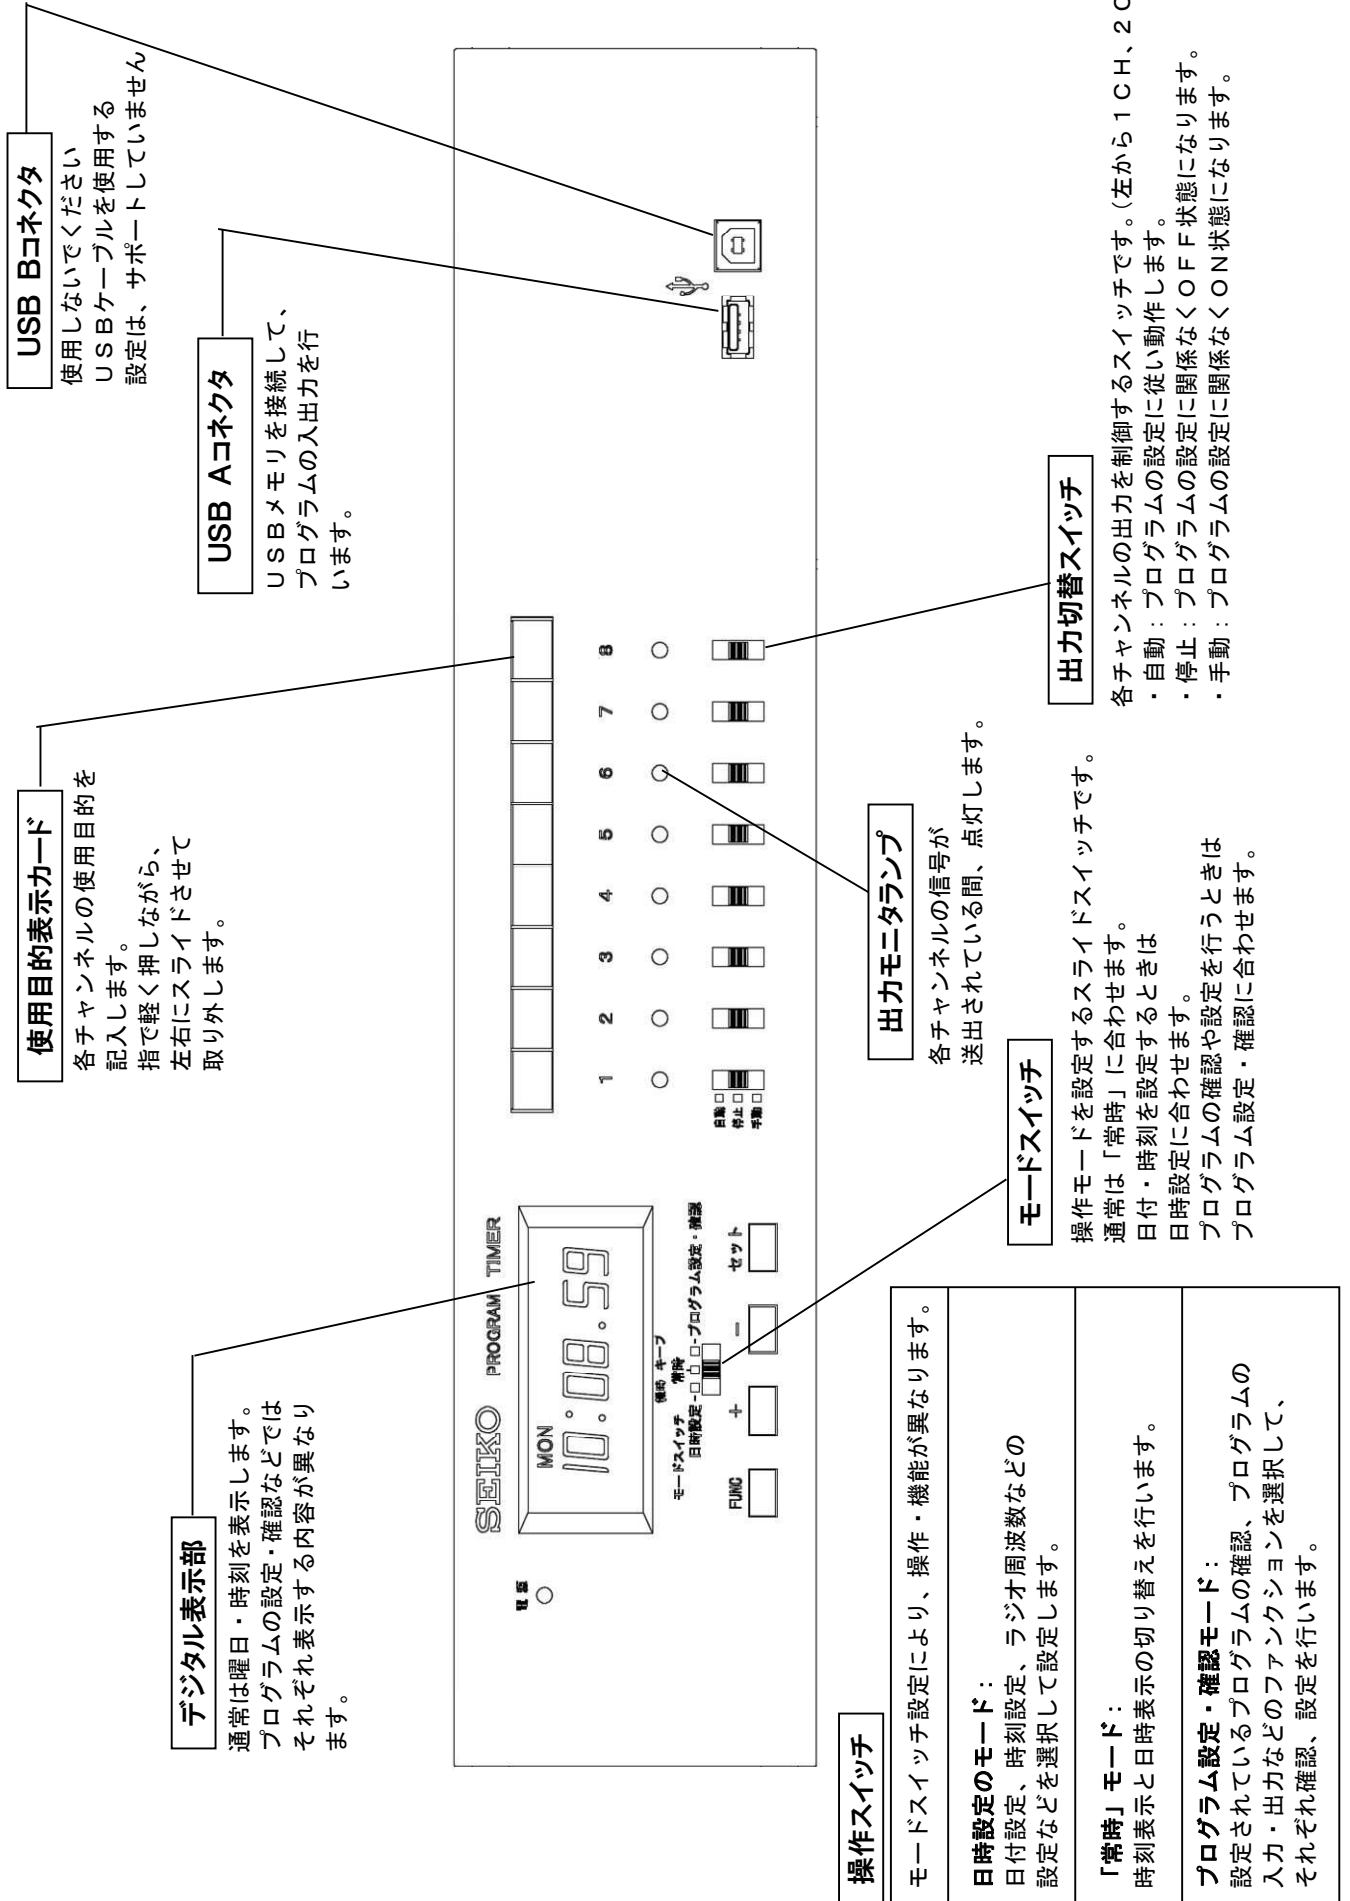 使用目的表示カード
各チャンネルの使用目的を
記入します。
指で軽く押しながら、
左右にスライドさせて
取り外します。
USB Bコネクタ
使用しないでください
ＵＳＢケーブルを使用する
設定は、サポートしていません
USB Aコネクタ
ＵＳＢメモリを接続して、
プログラムの入出力を行
います。
デジタル表示部
通常は曜日・時刻を表示します。
プログラムの設定・確認などでは
それぞれ表示する内容が異なり
ます。
電源
SEIKO PROGRAM TIMER
MON
10:08.59
モードスイッチ
日時設定
常時
キープ
プログラム設定・確認
FUNC
＋
－
セット
1 2 3 4 5 6 7 8
自動
停止
手動
出力モニタランプ
各チャンネルの信号が
送出されている間、点灯します。
出力切替スイッチ
各チャンネルの出力を制御するスイッチです。（左から１ＣＨ、２Ｃ
・自動：プログラムの設定に従い動作します。
・停止：プログラムの設定に関係なくＯＦＦ状態になります。
・手動：プログラムの設定に関係なくＯＮ状態になります。
モードスイッチ
操作モードを設定するスライドスイッチです。
通常は「常時」に合わせます。
日付・時刻を設定するときは
日時設定に合わせます。
プログラムの確認や設定を行うときは
プログラム設定・確認に合わせます。
操作スイッチ
モードスイッチ設定により、操作・機能が異なります。
日時設定のモード：
日付設定、時刻設定、ラジオ周波数などの
設定などを選択して設定します。
「常時」モード：
時刻表示と日時表示の切り替えを行います。
プログラム設定・確認モード：
設定されているプログラムの確認、プログラムの
入力・出力などのファンクションを選択して、
それぞれ確認、設定を行います。